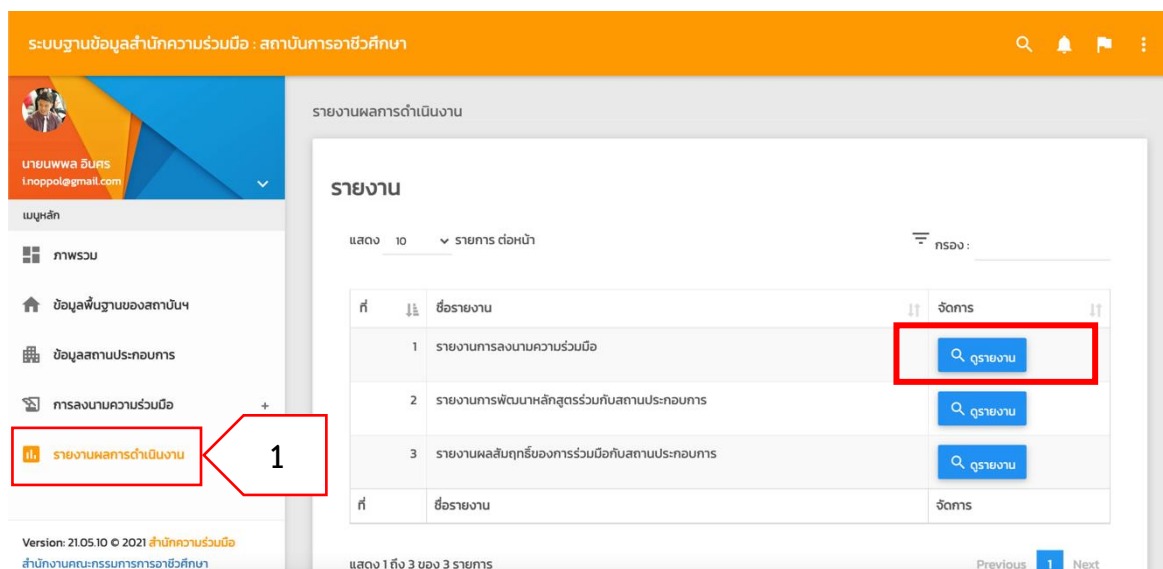 ระบบฐานข้อมูลสำนักความร่วมมือ : สถาบันการอาชีวศึกษา
นายนพพล อินศร
i.noppol@gmail.com
เมนูหลัก
ภาพรวม
ข้อมูลพื้นฐานของสถาบันฯ
ข้อมูลสถานประกอบการ
การลงนามความร่วมมือ +
รายงานผลการดำเนินงาน
1
Version: 21.05.10 © 2021 สำนักความร่วมมือ
สำนักงานคณะกรรมการการอาชีวศึกษา
รายงานผลการดำเนินงาน
รายงาน
แสดง 10 รายการ ต่อหน้า
กรอง :
ที่ ชื่อรายงาน จัดการ
1 รายงานการลงนามความร่วมมือ ดูรายงาน
2 รายงานการพัฒนาหลักสูตรร่วมกับสถานประกอบการ ดูรายงาน
3 รายงานผลสัมฤทธิ์ของการร่วมมือกับสถานประกอบการ ดูรายงาน
ที่ ชื่อรายงาน จัดการ
แสดง 1 ถึง 3 ของ 3 รายการ
Previous 1 Next